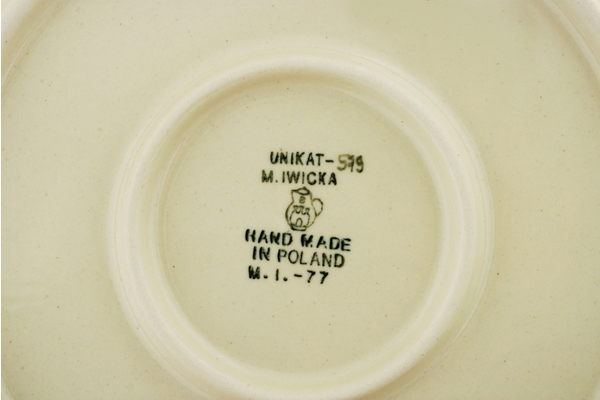 UNIKAT-579
M.IWICKA
HAND MADE
IN POLAND
M.I.-77